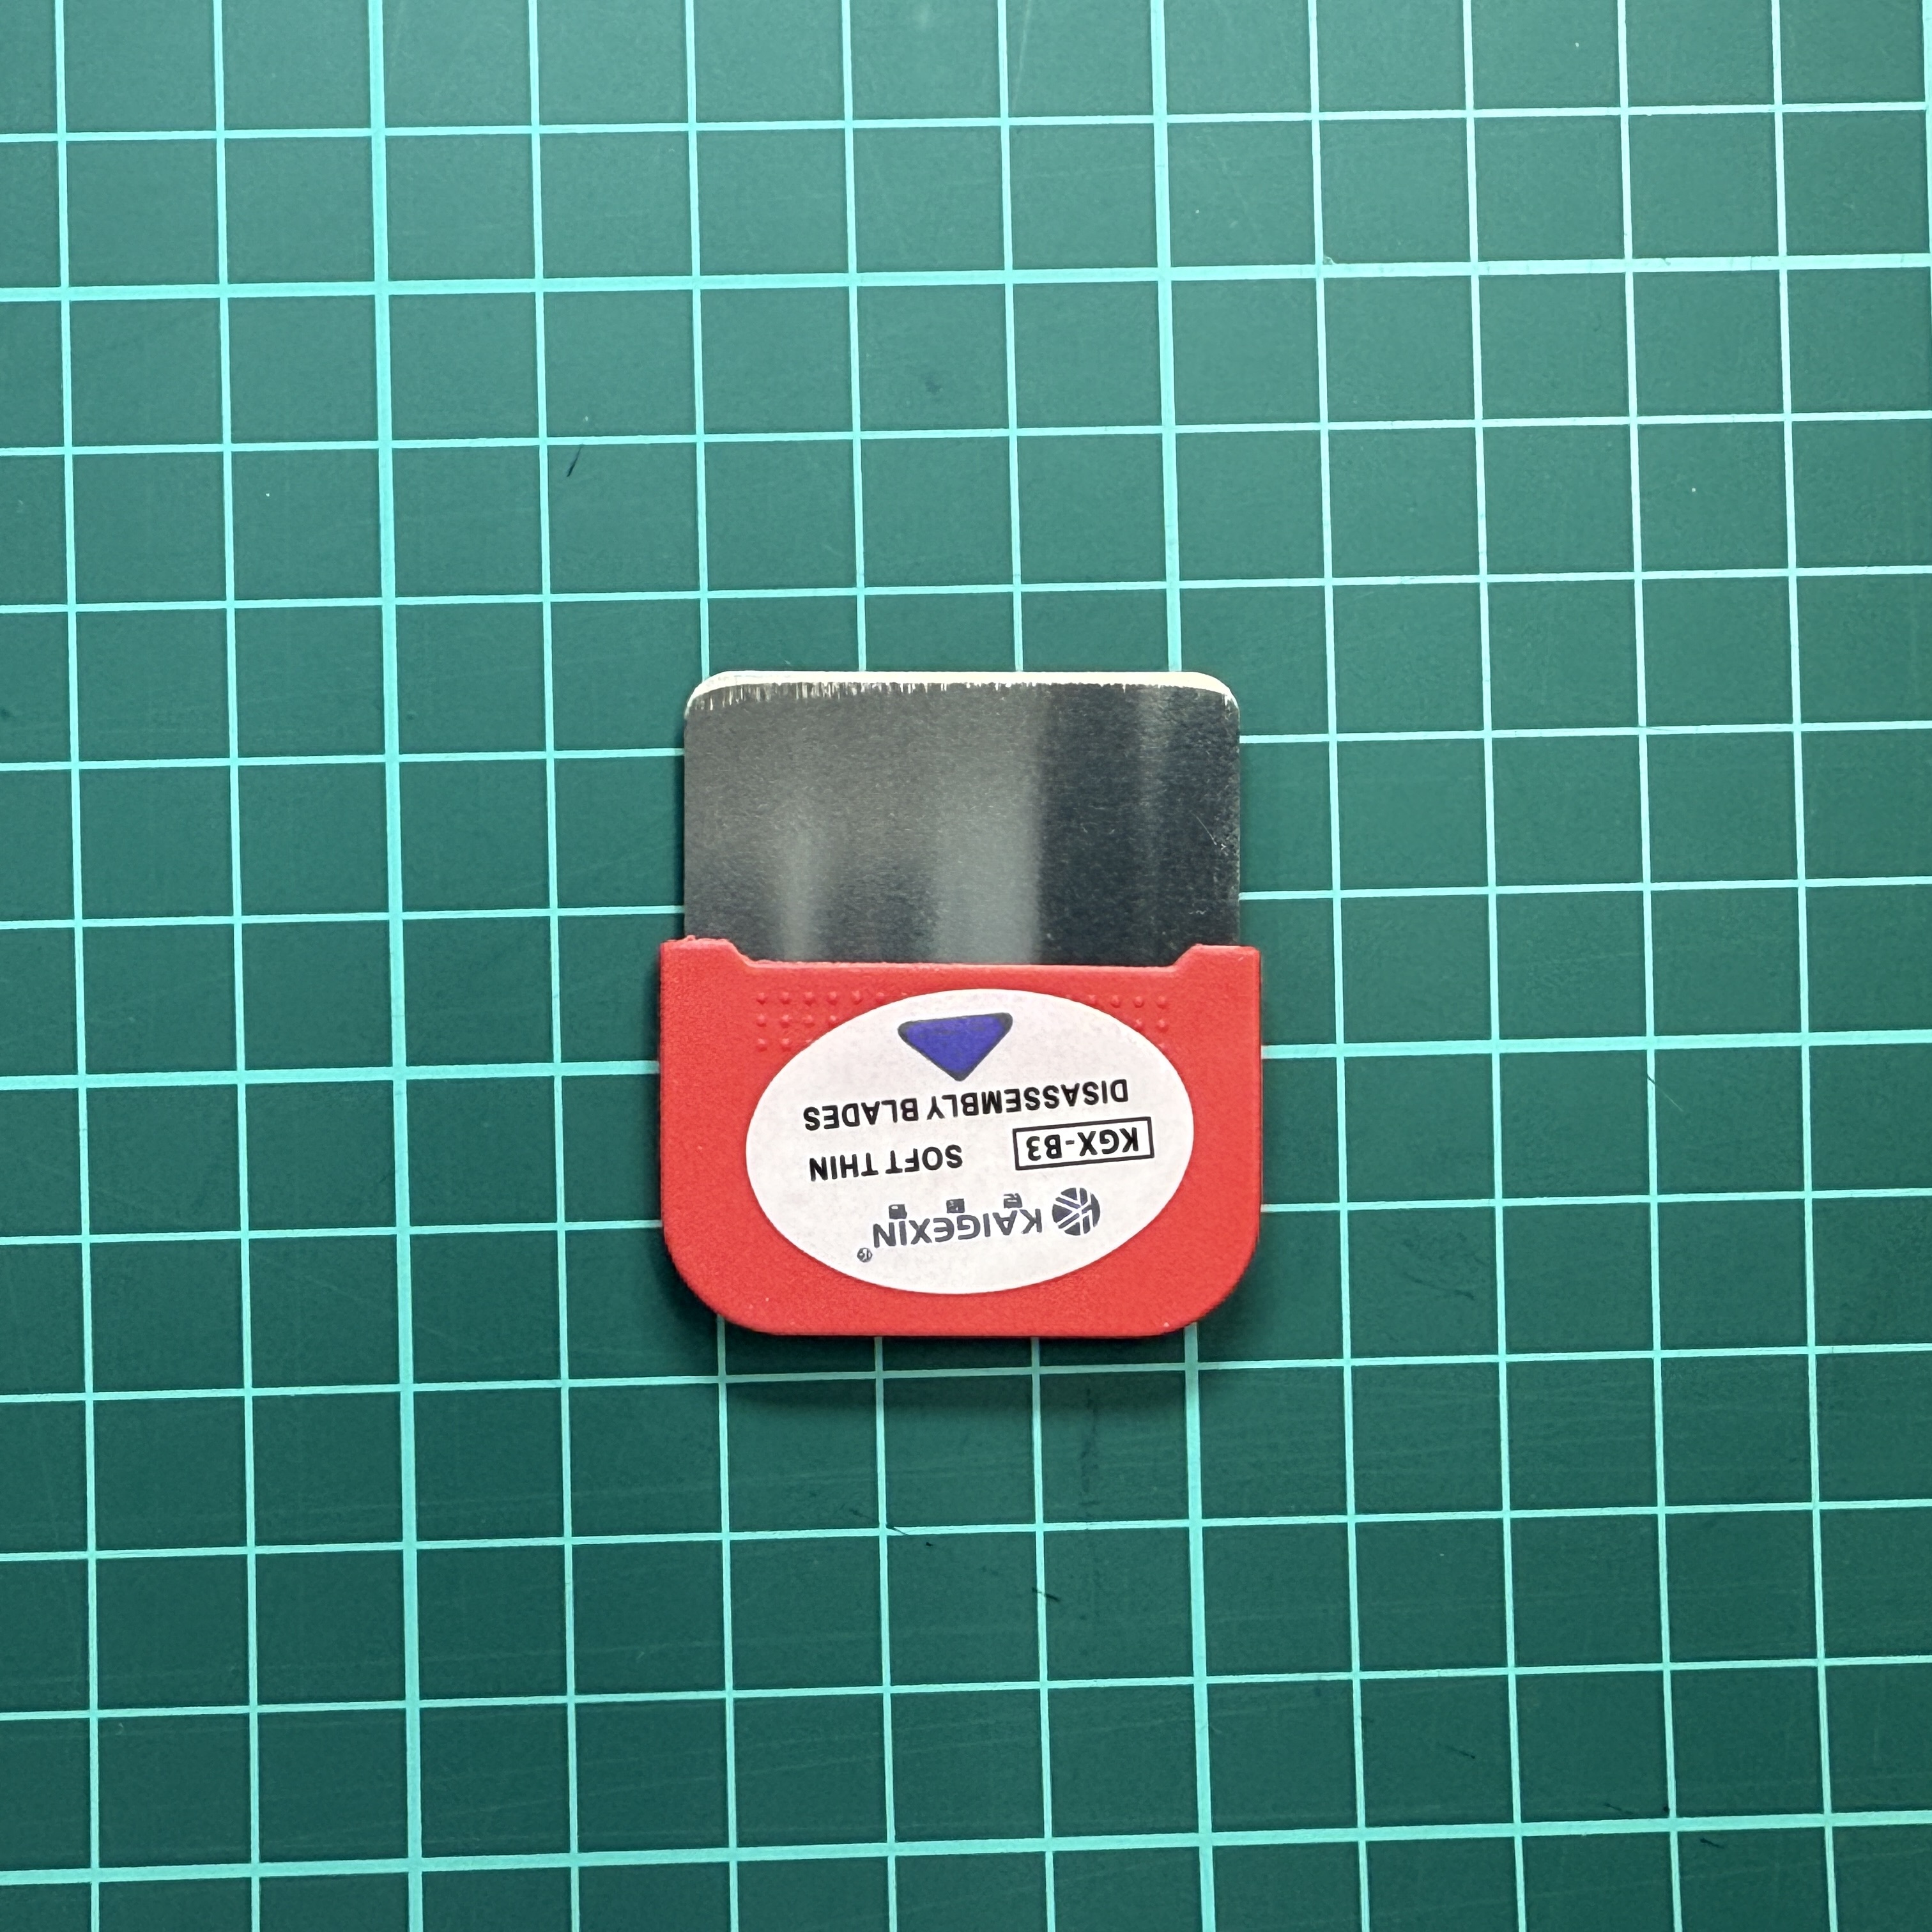 KAIGEXIN®
KGX-B3 SOFT THIN
DISASSEMBLY BLADES